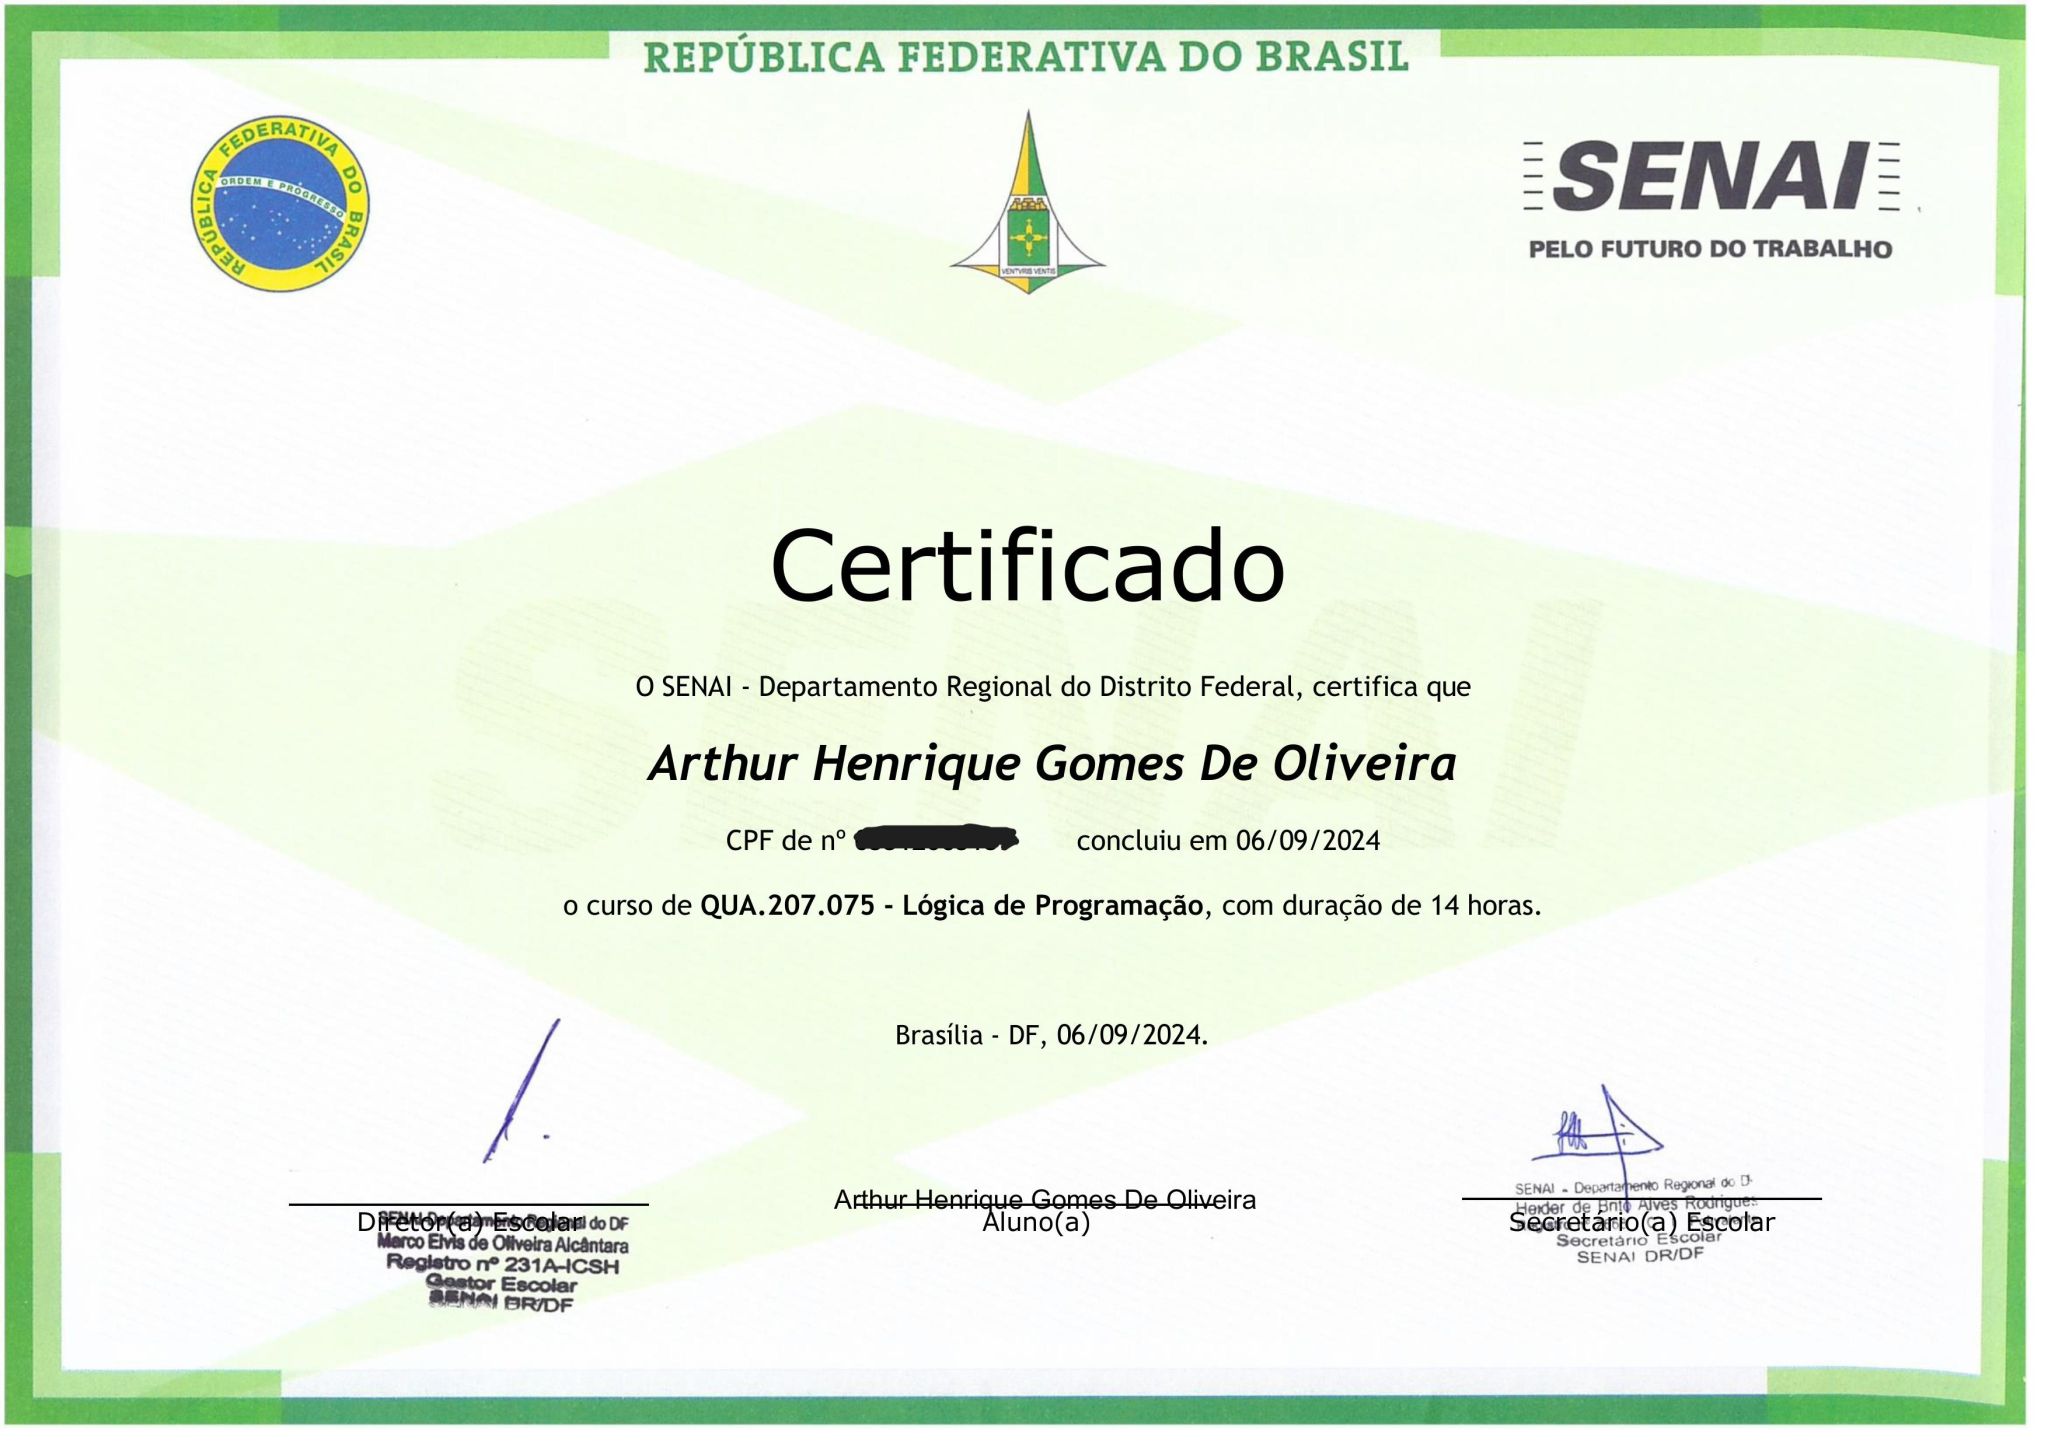 REPÚBLICA FEDERATIVA DO BRASIL
REPÚBLICA FEDERATIVA DO BRASIL
ORDEM E PROGRESSO
VENTVRIS VENTIS
SENAI
PELO FUTURO DO TRABALHO
SENAI
Certificado
O SENAI - Departamento Regional do Distrito Federal, certifica que
Arthur Henrique Gomes De Oliveira
CPF de nº concluiu em 06/09/2024
o curso de QUA.207.075 - Lógica de Programação, com duração de 14 horas.
Brasília - DF, 06/09/2024.
Diretor(a) Escolar
SENAI-Departamento Regional do DF
Marco Elvis de Oliveira Alcântara
Registro nº 231A-ICSH
Gestor Escolar
SENAI DR/DF
Arthur Henrique Gomes De Oliveira
Aluno(a)
SENAI - Departamento Regional do
de Alves Rodrigues
Secretário(a) Escolar
Secretário Escolar
SENAI DR/DF